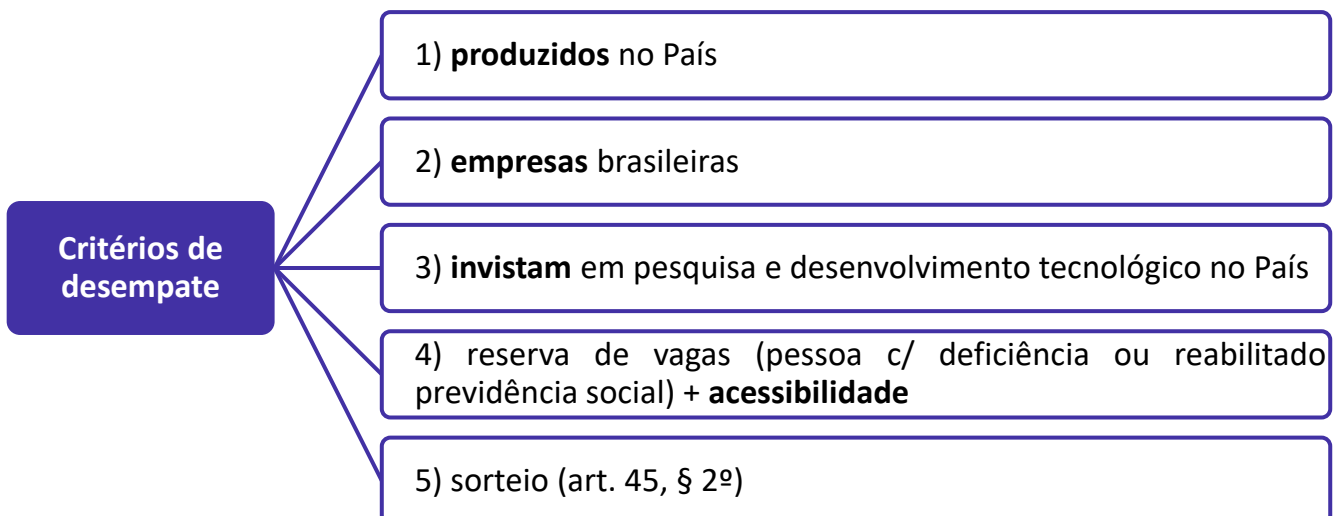 Critérios de
desempate
1) produzidos no País
2) empresas brasileiras
3) invistam em pesquisa e desenvolvimento tecnológico no País
4) reserva de vagas (pessoa c/ deficiência ou reabilitado
previdência social) + acessibilidade
5) sorteio (art. 45, § 2º)